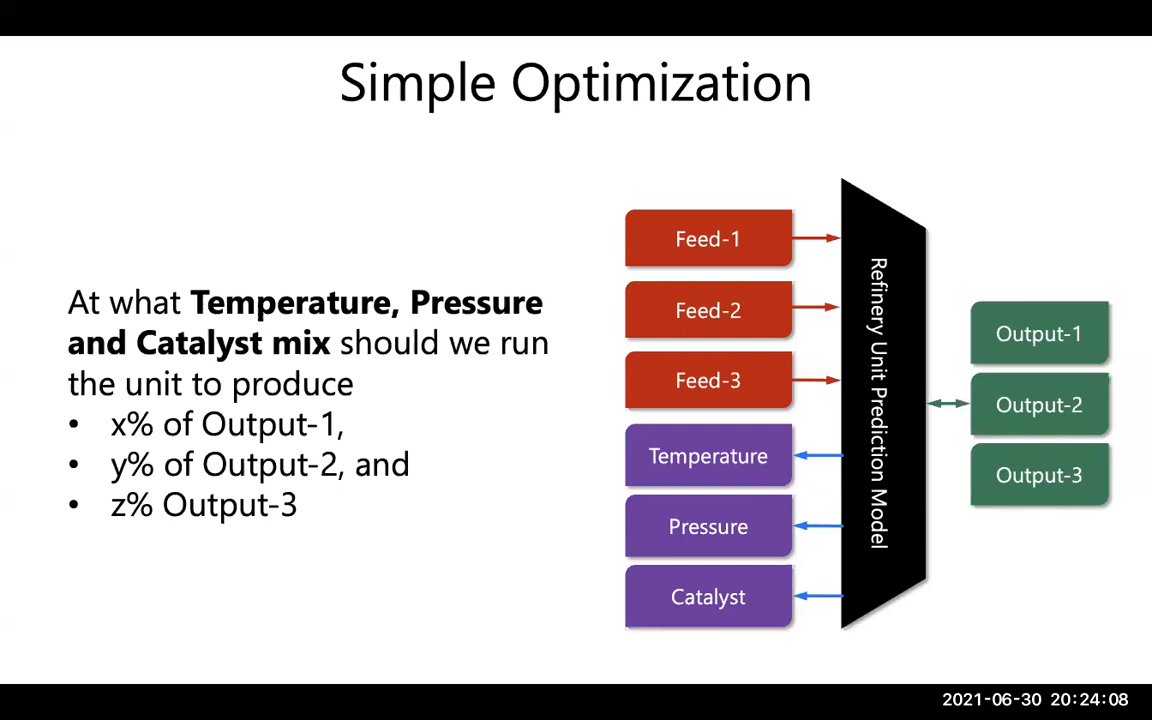 Simple Optimization
At what Temperature, Pressure
and Catalyst mix should we run
the unit to produce
• x% of Output-1,
• y% of Output-2, and
• z% Output-3
Feed-1
Feed-2
Feed-3
Temperature
Pressure
Catalyst
Refinery Unit Prediction Model
Output-1
Output-2
Output-3
2021-06-30 20:24:08